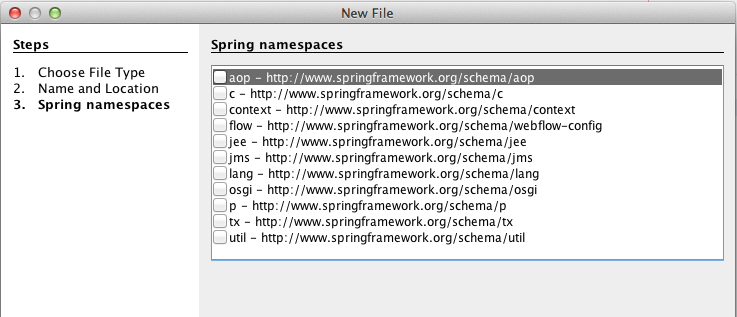 New File
Steps
1. Choose File Type
2. Name and Location
3. Spring namespaces
Spring namespaces
aop - http://www.springframework.org/schema/aop
c - http://www.springframework.org/schema/c
context - http://www.springframework.org/schema/context
flow - http://www.springframework.org/schema/webflow-config
jee - http://www.springframework.org/schema/jee
jms - http://www.springframework.org/schema/jms
lang - http://www.springframework.org/schema/lang
osgi - http://www.springframework.org/schema/osgi
p - http://www.springframework.org/schema/p
tx - http://www.springframework.org/schema/tx
util - http://www.springframework.org/schema/util